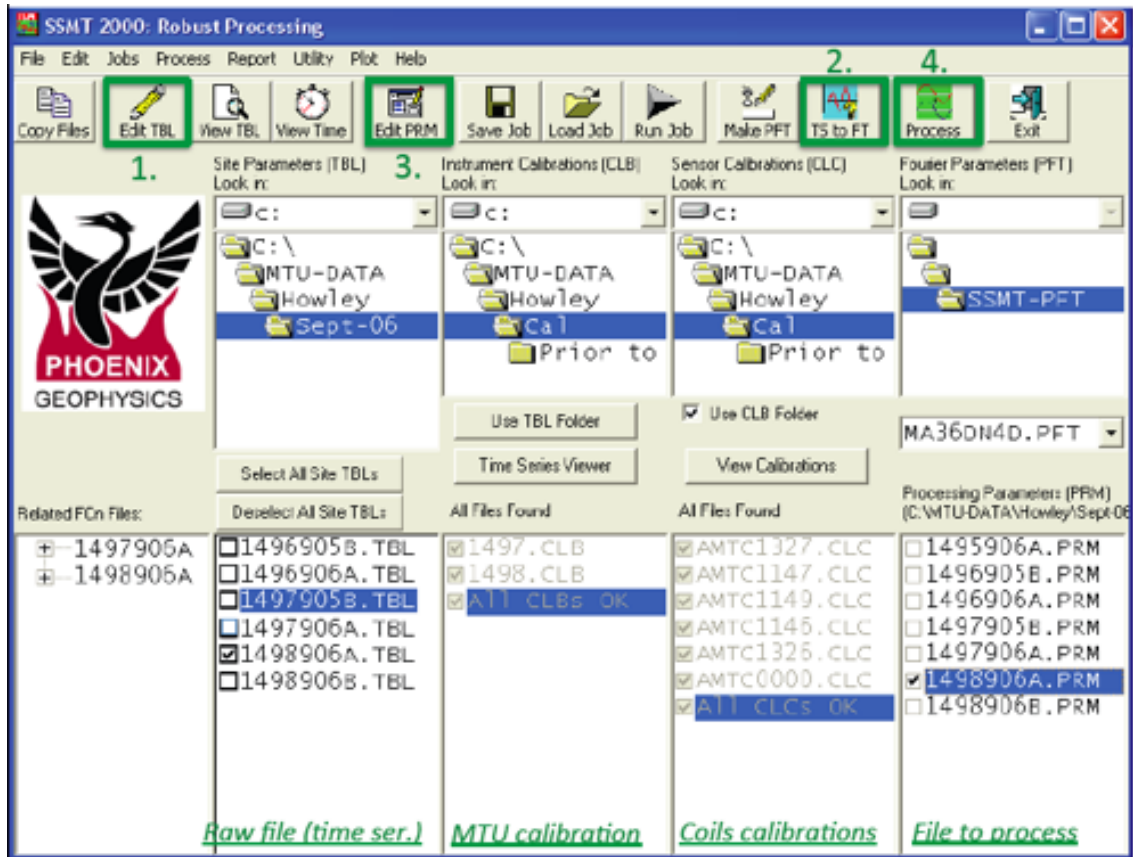 SSMT 2000: Robust Processing
File Edit Jobs Process Report Utility Plot Help
2. 4.
Copy Files Edit TBL View TBL View Time Edit PRM Save Job Load Job Run Job Make PFT TS to FT Process Exit
1. 3.
Site Parameters (TBL) Instrument Calibrations (CLB) Sensor Calibrations (CLC) Fourier Parameters (PFT)
Look in: Look in: Look in: Look in:
c: c: c:
C:\ C:\ C:\
MTU-DATA MTU-DATA MTU-DATA
Howley Howley Howley SSMT-PFT
Sept-06 Cal Cal
Prior to Prior to
PHOENIX
GEOPHYSICS
Use TBL Folder Use CLB Folder MA36DN4D.PFT
Select All Site TBLs Time Series Viewer View Calibrations
Processing Parameters (PRM)
Related FCn Files: Deselect All Site TBLs All Files Found All Files Found (C:\MTU-DATA\Howley\Sept-06
1497906A 1496905B.TBL 1497.CLB AMTC1327.CLC 1495906A.PRM
1498906A 1496906A.TBL 1498.CLB AMTC1147.CLC 1496905B.PRM
1497905B.TBL All CLBs OK AMTC1149.CLC 1496906A.PRM
1497906A.TBL AMTC1146.CLC 1497905B.PRM
1498906A.TBL AMTC1326.CLC 1497906A.PRM
1498906B.TBL AMTC0000.CLC 1498906A.PRM
All CLCs OK 1498906B.PRM
Raw file (time ser.) MTU calibration Coils calibrations File to process